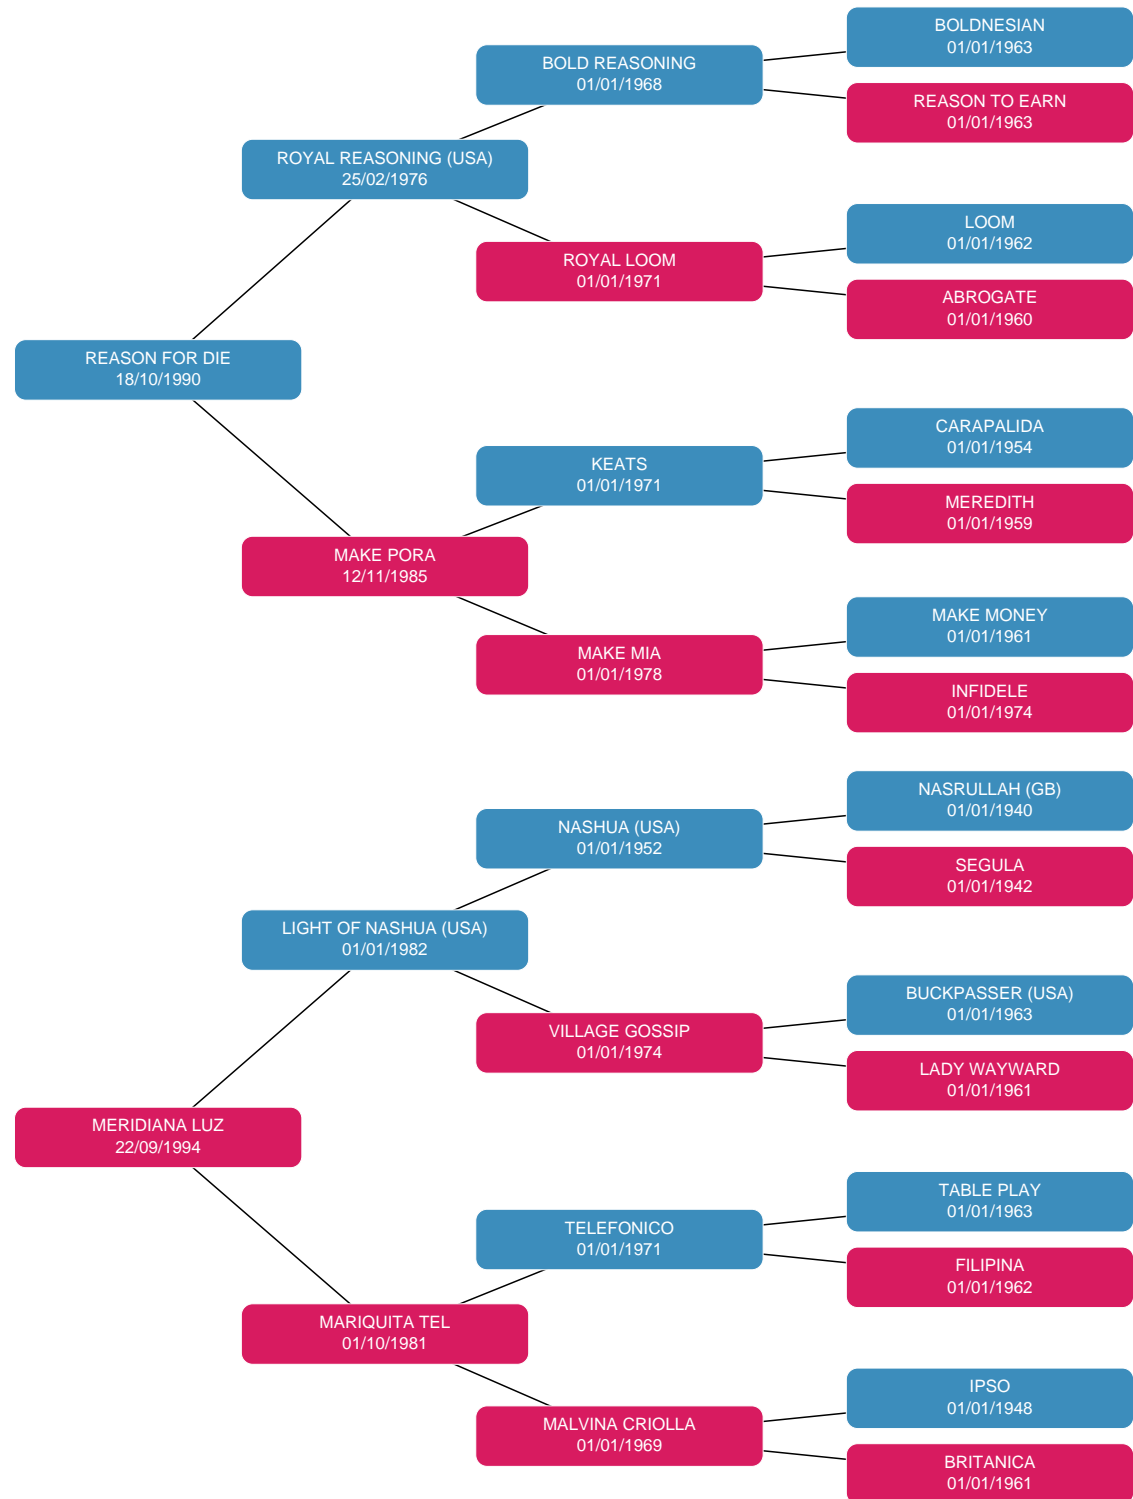 BOLDNESIAN
01/01/1963
BOLD REASONING
01/01/1968
REASON TO EARN
01/01/1963
ROYAL REASONING (USA)
25/02/1976
LOOM
01/01/1962
ROYAL LOOM
01/01/1971
ABROGATE
01/01/1960
REASON FOR DIE
18/10/1990
CARAPALIDA
01/01/1954
KEATS
01/01/1971
MEREDITH
01/01/1959
MAKE PORA
12/11/1985
MAKE MONEY
01/01/1961
MAKE MIA
01/01/1978
INFIDELE
01/01/1974
NASRULLAH (GB)
01/01/1940
NASHUA (USA)
01/01/1952
SEGULA
01/01/1942
LIGHT OF NASHUA (USA)
01/01/1982
BUCKPASSER (USA)
01/01/1963
VILLAGE GOSSIP
01/01/1974
LADY WAYWARD
01/01/1961
MERIDIANA LUZ
22/09/1994
TABLE PLAY
01/01/1963
TELEFONICO
01/01/1971
FILIPINA
01/01/1962
MARIQUITA TEL
01/10/1981
IPSO
01/01/1948
MALVINA CRIOLLA
01/01/1969
BRITANICA
01/01/1961